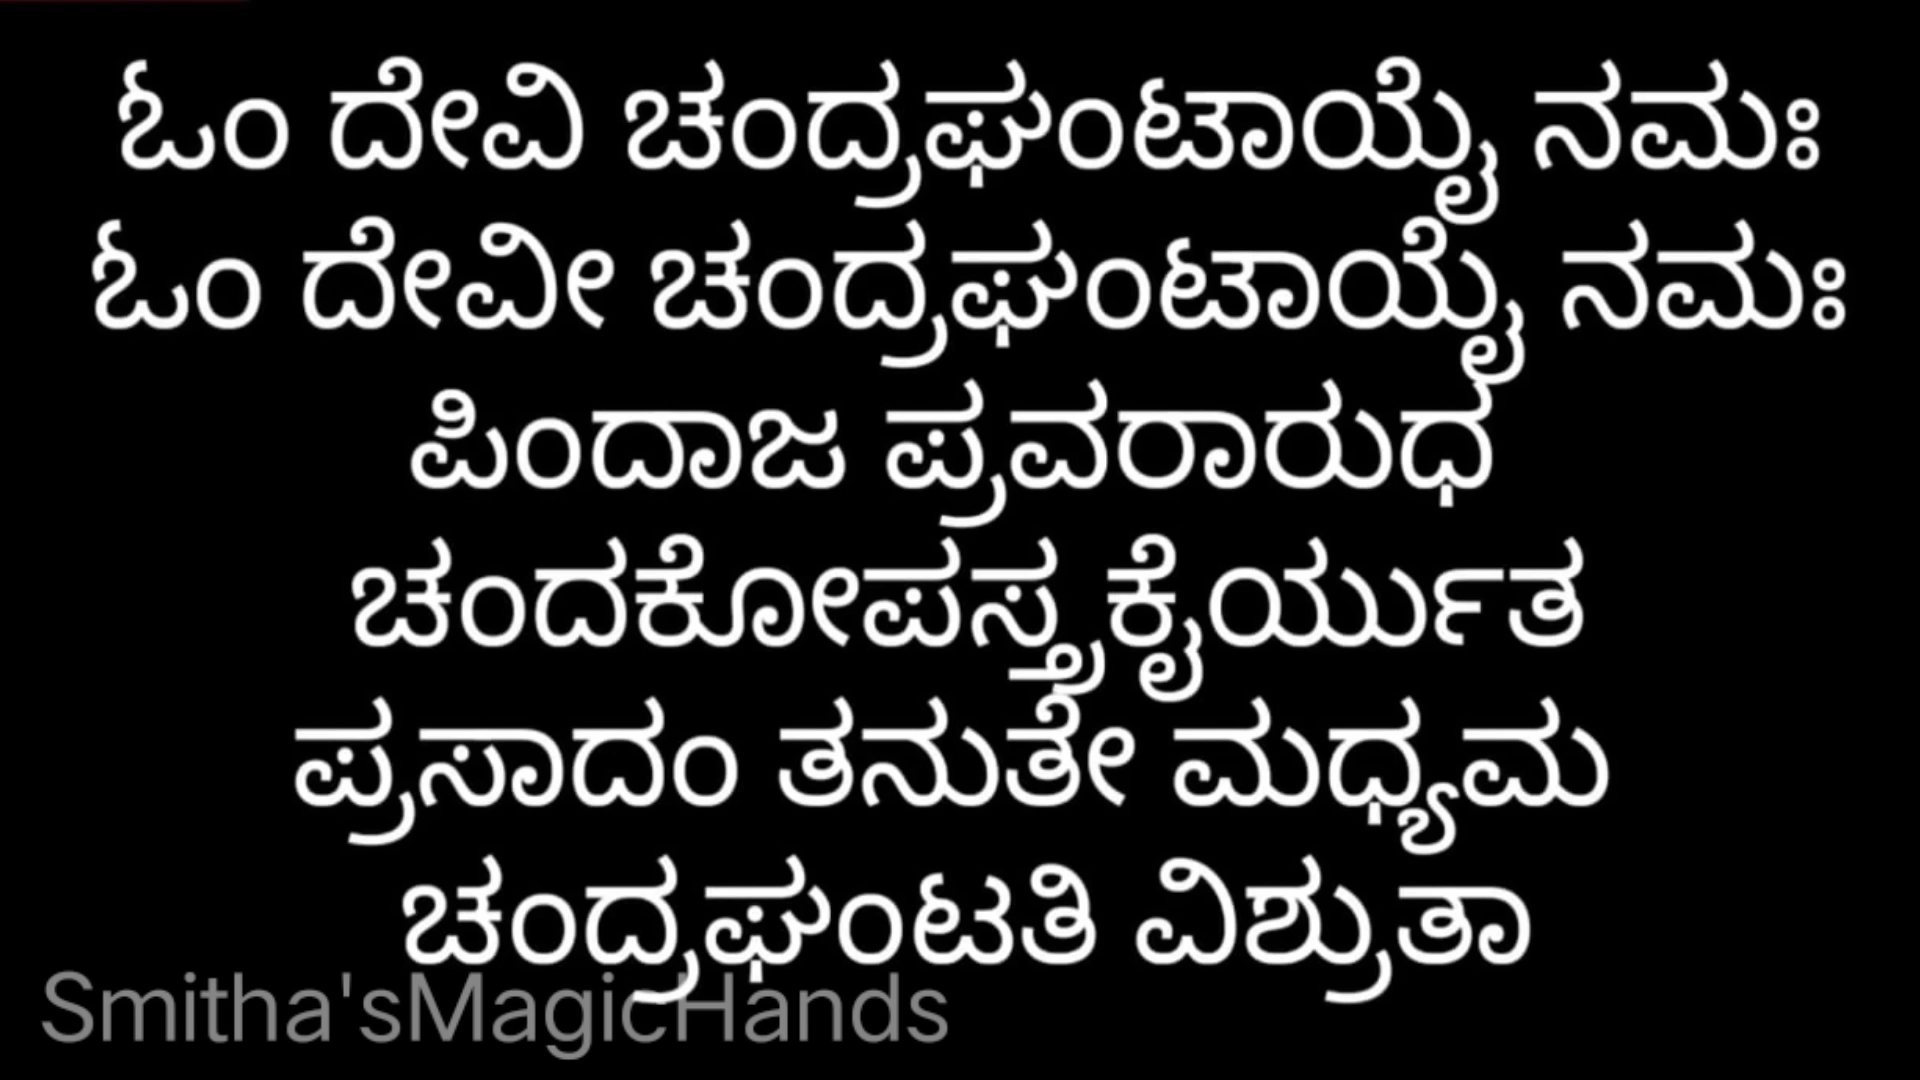 ಓಂ ದೇವಿ ಚಂದ್ರಘಂಟಾಯೈ ನಮಃ
ಓಂ ದೇವೀ ಚಂದ್ರಘಂಟಾಯೈ ನಮಃ
ಪಿಂದಾಜ ಪ್ರವರಾರುಧ
ಚಂದಕೋಪಸ್ತ್ರಕೈರ್ಯುತ
ಪ್ರಸಾದಂ ತನುತೇ ಮಧ್ಯಮ
ಚಂದ್ರಘಂಟತಿ ವಿಶ್ರುತಾ
Smitha'sMagicHands